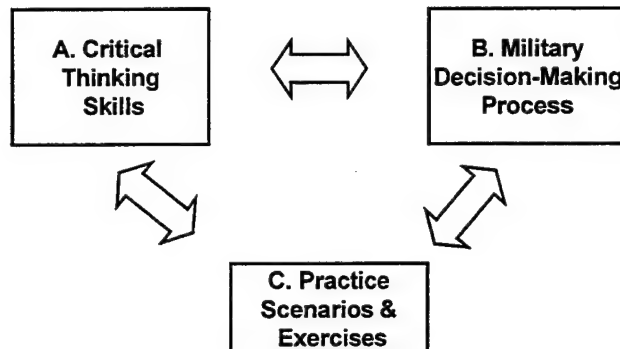 A. Critical
Thinking
Skills
B. Military
Decision-Making
Process
C. Practice
Scenarios &
Exercises